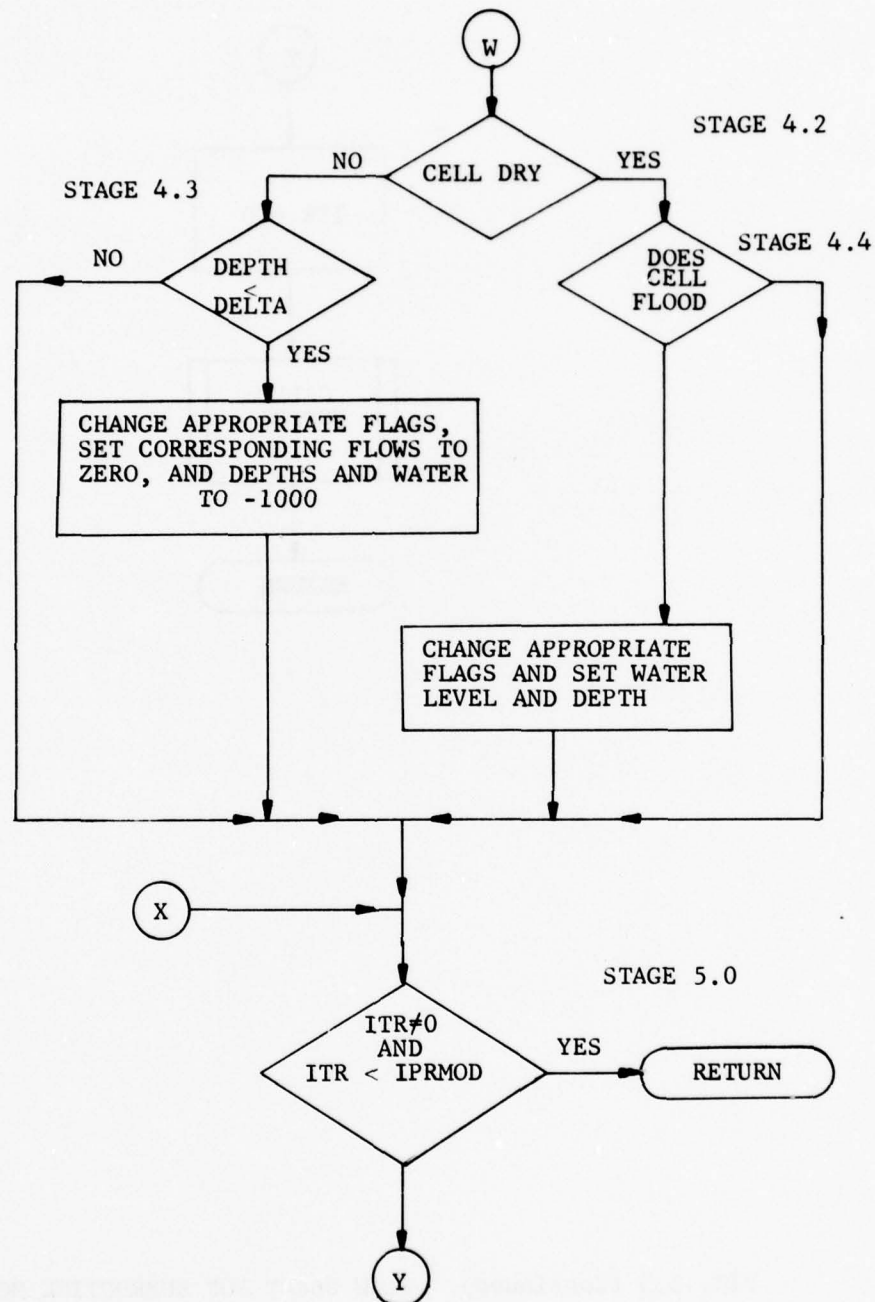 W
STAGE 4.2
NO
CELL DRY
YES
STAGE 4.3
STAGE 4.4
NO
DEPTH
<
DELTA
DOES
CELL
FLOOD
YES
CHANGE APPROPRIATE FLAGS,
SET CORRESPONDING FLOWS TO
ZERO, AND DEPTHS AND WATER
TO -1000
CHANGE APPROPRIATE
FLAGS AND SET WATER
LEVEL AND DEPTH
X
STAGE 5.0
ITR≠0
AND
ITR < IPRMOD
YES
RETURN
Y